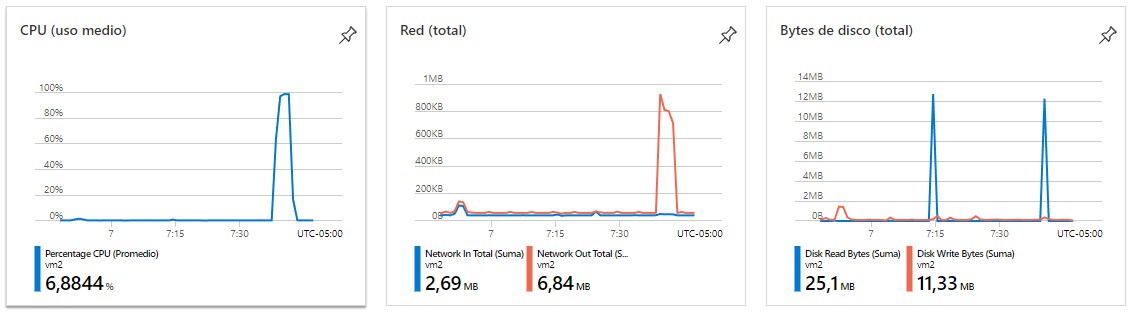 CPU (uso medio)
100%
80%
60%
40%
20%
0%
7
7:15
7:30
UTC-05:00
Percentage CPU (Promedio)
vm2
6,8844 %
Red (total)
1MB
800KB
600KB
400KB
200KB
0B
7
7:15
7:30
UTC-05:00
Network In Total (Suma)
vm2
2,69 MB
Network Out Total (S...
vm2
6,84 MB
Bytes de disco (total)
14MB
12MB
10MB
8MB
6MB
4MB
2MB
0B
7
7:15
7:30
UTC-05:00
Disk Read Bytes (Suma)
vm2
25,1 MB
Disk Write Bytes (Suma)
vm2
11,33 MB